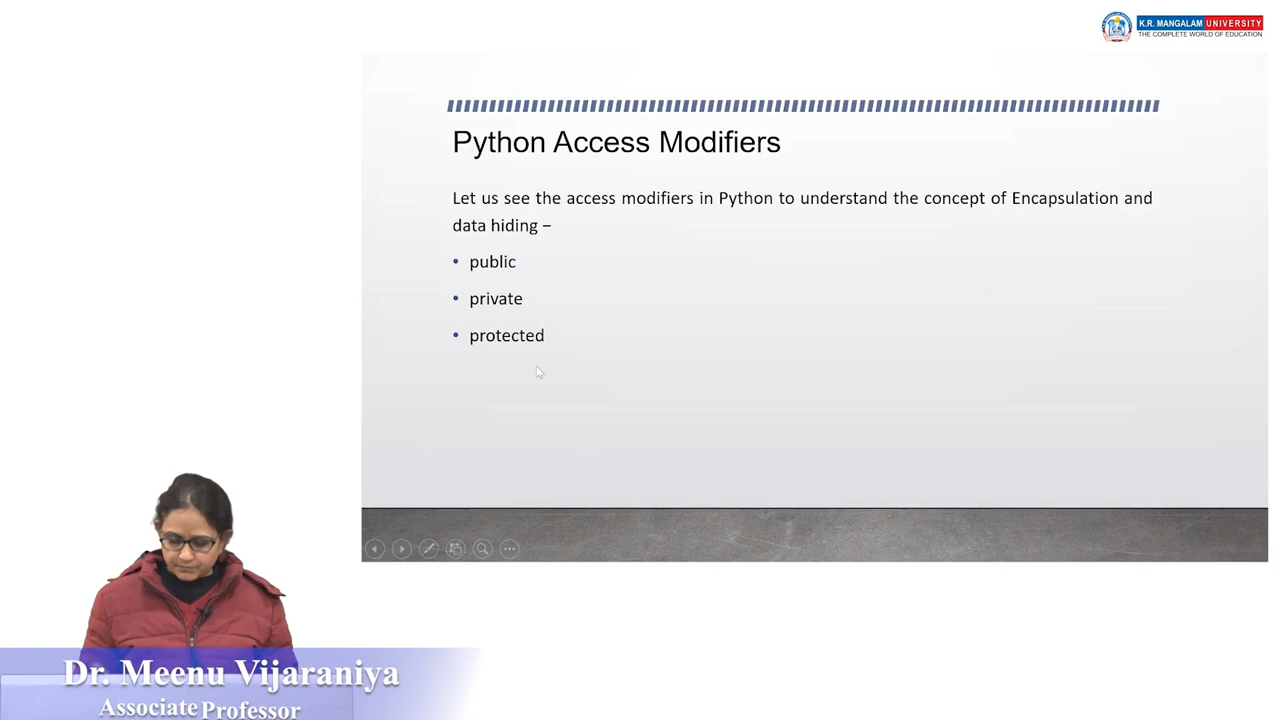 K.R. MANGALAM UNIVERSITY
THE COMPLETE WORLD OF EDUCATION
Python Access Modifiers
Let us see the access modifiers in Python to understand the concept of Encapsulation and
data hiding –
• public
• private
• protected
Dr. Meenu Vijaraniya
Associate Professor